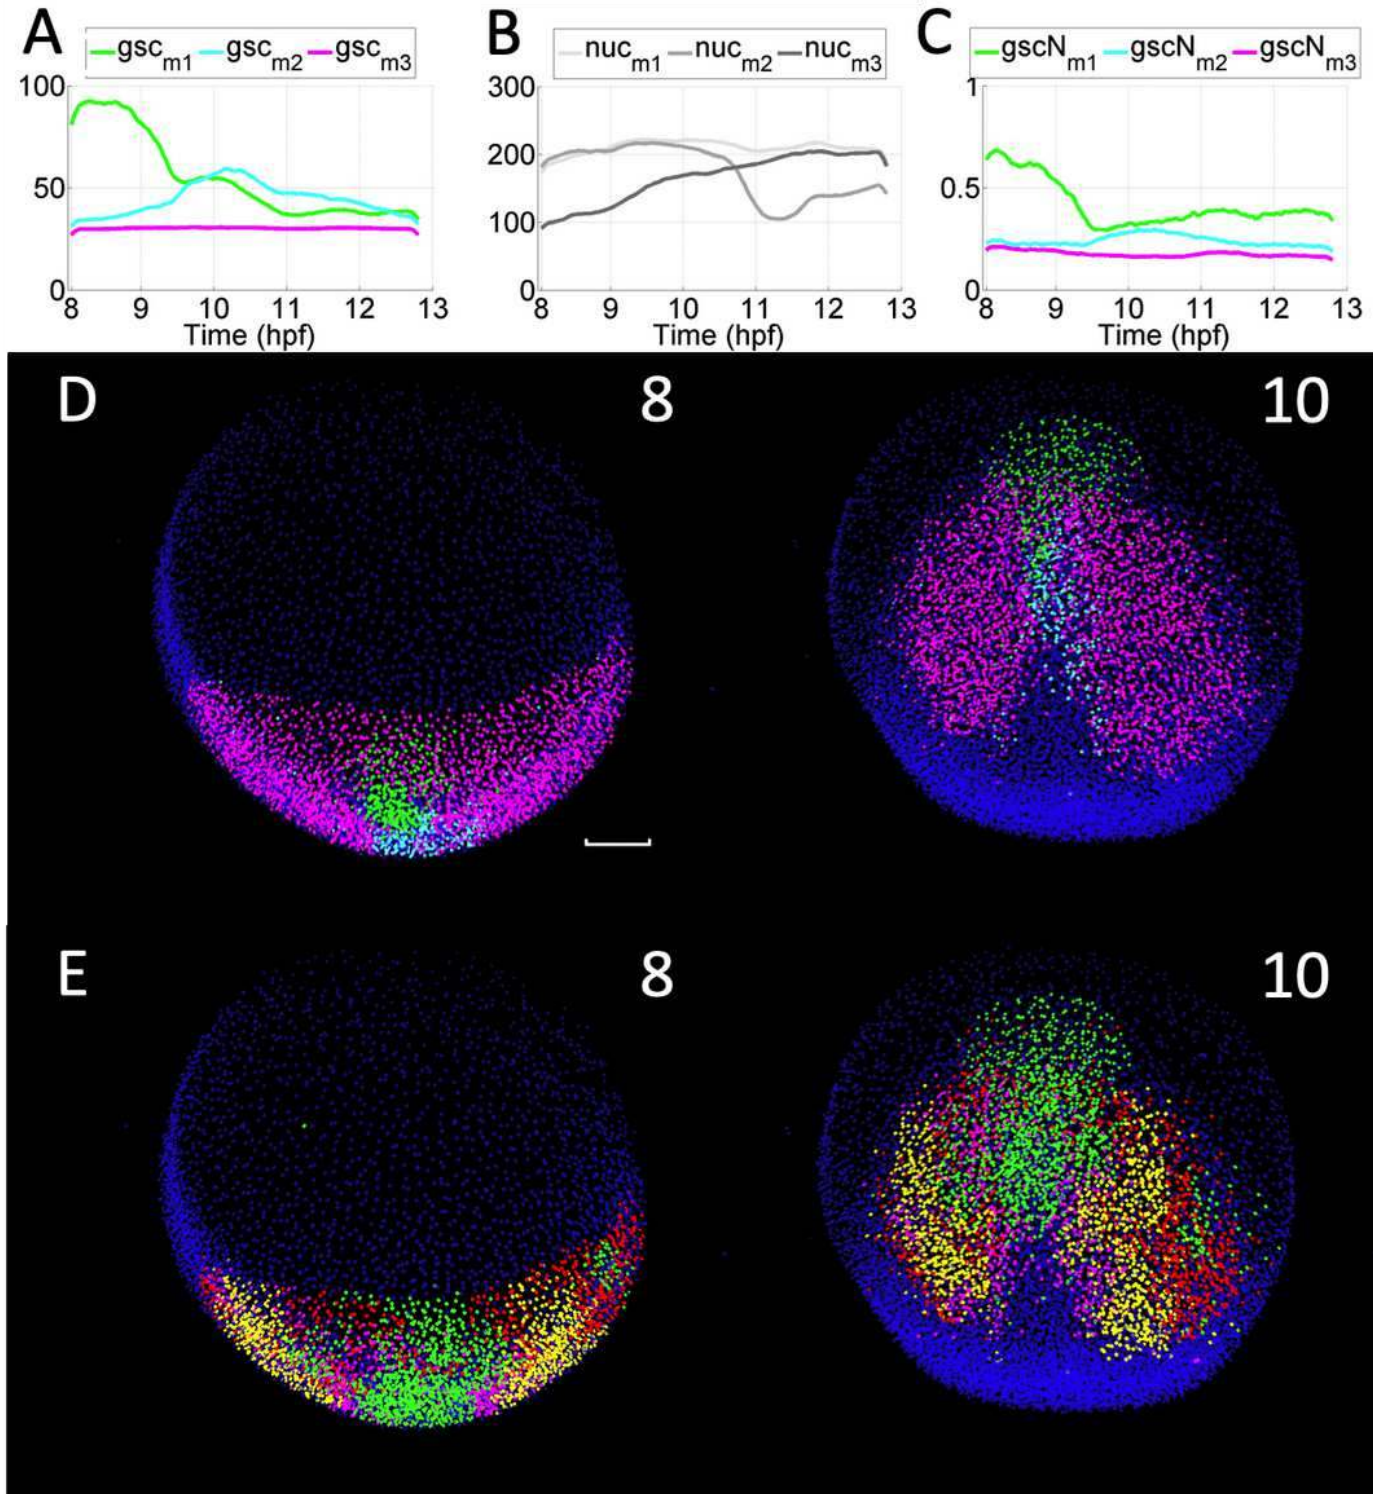 A
gsc m1 gsc m2 gsc m3
100
50
0
8 9 10 11 12 13
Time (hpf)
B
nuc m1 nuc m2 nuc m3
300
200
100
0
8 9 10 11 12 13
Time (hpf)
C
gscN m1 gscN m2 gscN m3
1
0.5
0
8 9 10 11 12 13
Time (hpf)
D 8 10
E 8 10